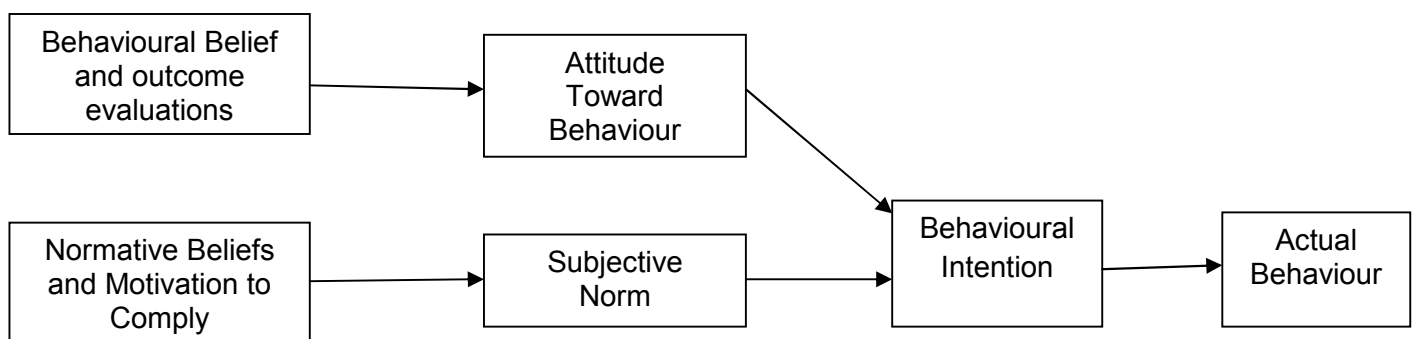 Behavioural Belief
and outcome
evaluations
Attitude
Toward
Behaviour
Normative Beliefs
and Motivation to
Comply
Subjective
Norm
Behavioural
Intention
Actual
Behaviour